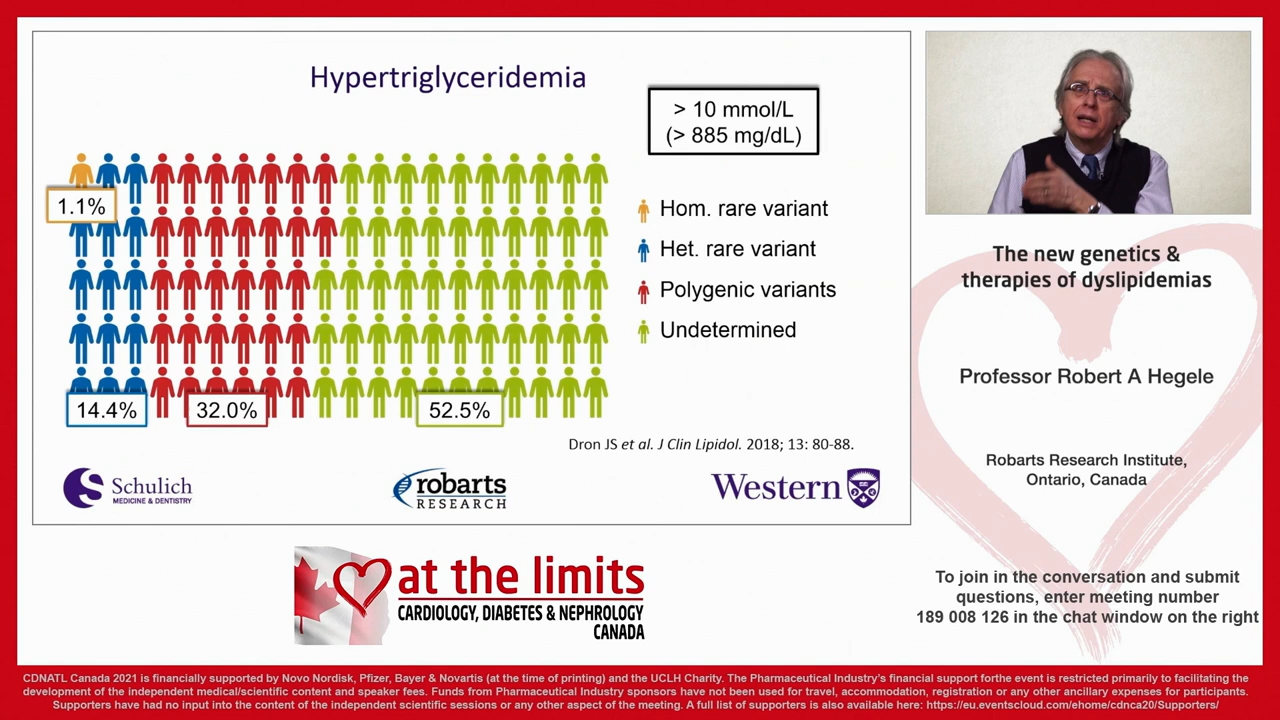 Hypertriglyceridemia
> 10 mmol/L
(> 885 mg/dL)
1.1%
Hom. rare variant
Het. rare variant
Polygenic variants
Undetermined
14.4%
32.0%
52.5%
Dron JS et al. J Clin Lipidol. 2018; 13: 80-88.
Schulich
MEDICINE & DENTISTRY
robarts
RESEARCH
Western
The new genetics &
therapies of dyslipidemias
Professor Robert A Hegele
Robarts Research Institute,
Ontario, Canada
To join in the conversation and submit
questions, enter meeting number
189 008 126 in the chat window on the right
at the limits
CARDIOLOGY, DIABETES & NEPHROLOGY
CANADA
CDNATL Canada 2021 is financially supported by Novo Nordisk, Pfizer, Bayer & Novartis (at the time of printing) and the UCLH Charity. The Pharmaceutical Industry's financial support forthe event is restricted primarily to facilitating the
development of the independent medical/scientific content and speaker fees. Funds from Pharmaceutical Industry sponsors have not been used for travel, accommodation, registration or any other ancillary expenses for participants.
Supporters have had no input into the content of the independent scientific sessions or any other aspect of the meeting. A full list of supporters is also available here: https://eu.eventscloud.com/ehome/cdnca20/Supporters/